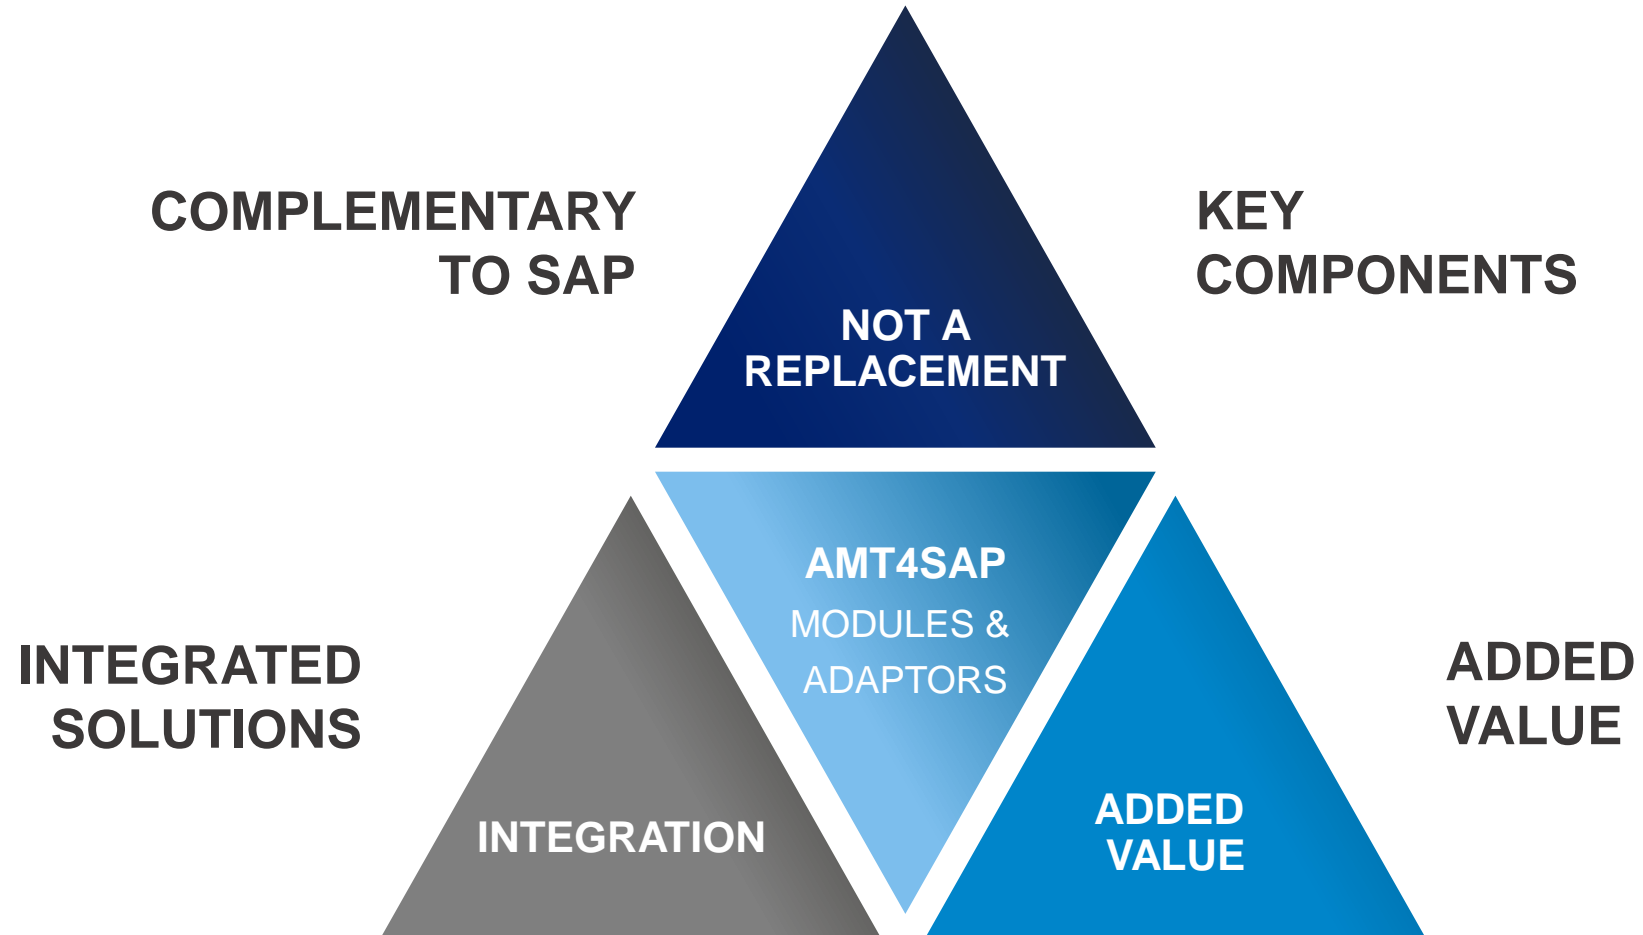 COMPLEMENTARY
TO SAP
KEY
COMPONENTS
NOT A
REPLACEMENT
AMT4SAP
MODULES &
ADAPTORS
INTEGRATED
SOLUTIONS
ADDED
VALUE
INTEGRATION
ADDED
VALUE